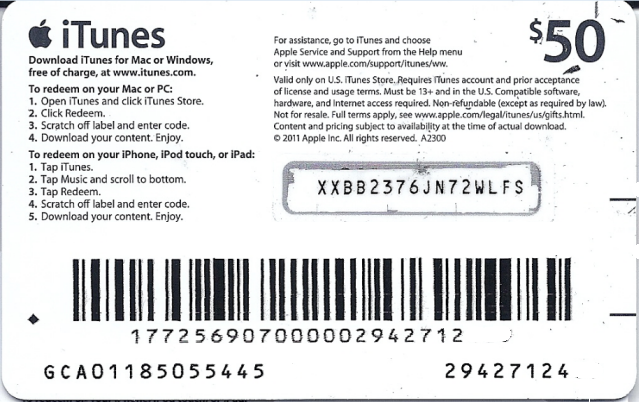 iTunes
Download iTunes for Mac or Windows,
free of charge, at www.itunes.com.
To redeem on your Mac or PC:
1. Open iTunes and click iTunes Store.
2. Click Redeem.
3. Scratch off label and enter code.
4. Download your content. Enjoy.
To redeem on your iPhone, iPod touch, or iPad:
1. Tap iTunes.
2. Tap Music and scroll to bottom.
3. Tap Redeem.
4. Scratch off label and enter code.
5. Download your content. Enjoy.
For assistance, go to iTunes and choose
Apple Service and Support from the Help menu
or visit www.apple.com/support/itunes/ww.
$50
Valid only on U.S. iTunes Store. Requires iTunes account and prior acceptance
of license and usage terms. Must be 13+ and in the U.S. Compatible software,
hardware, and internet access required. Non-refundable (except as required by law).
Not for resale. Full terms apply, see www.apple.com/legal/itunes/us/gifts.html.
Content and pricing subject to availability at the time of actual download.
© 2011 Apple Inc. All rights reserved. A2300
XXBB2376JN72WLFS
1772569070000002942712
GCA01185055445
29427124